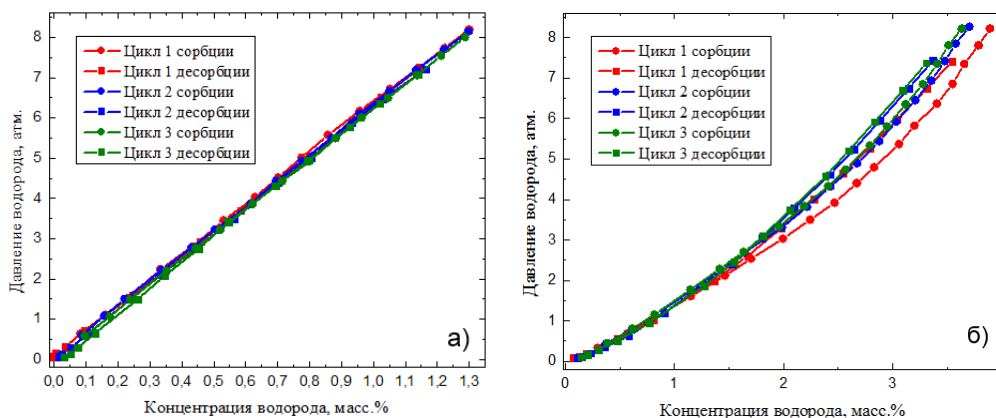 Давление водорода, атм.
8
7
6
5
4
3
2
1
0
Цикл 1 сорбции
Цикл 1 десорбции
Цикл 2 сорбции
Цикл 2 десорбции
Цикл 3 сорбции
Цикл 3 десорбции
а)
0,0 0,1 0,2 0,3 0,4 0,5 0,6 0,7 0,8 0,9 1,0 1,1 1,2 1,3
Концентрация водорода, масс.%
Давление водорода, атм.
8
7
6
5
4
3
2
1
0
Цикл 1 сорбции
Цикл 1 десорбции
Цикл 2 сорбции
Цикл 2 десорбции
Цикл 3 сорбции
Цикл 3 десорбции
б)
0 1 2 3
Концентрация водорода, масс.%